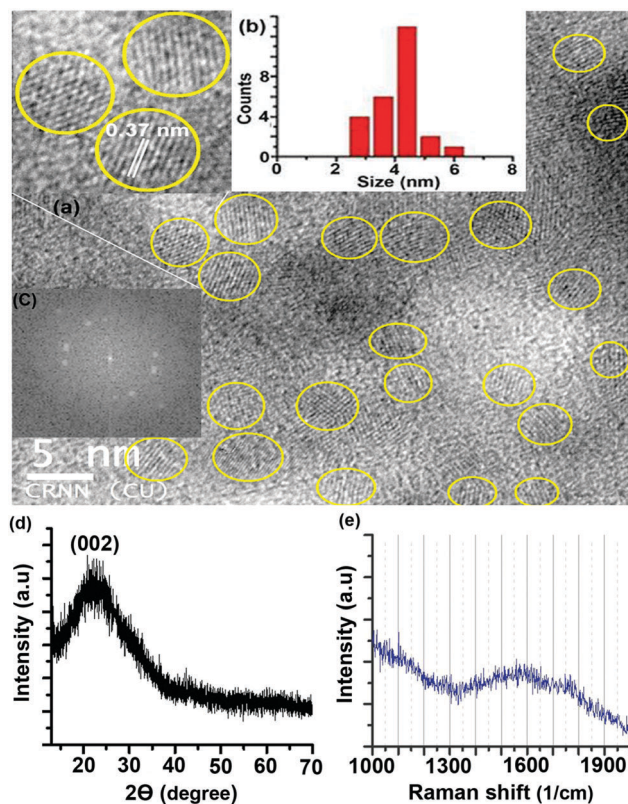 (b)
12
8
4
0
Counts
0 2 4 6 8
Size (nm)
0.37 nm
(a)
(C)
5 nm
CRNN (CU)
(d)
(002)
Intensity (a.u)
20 30 40 50 60 70
2Θ (degree)
(e)
Intensity (a.u)
1000 1300 1600 1900
Raman shift (1/cm)